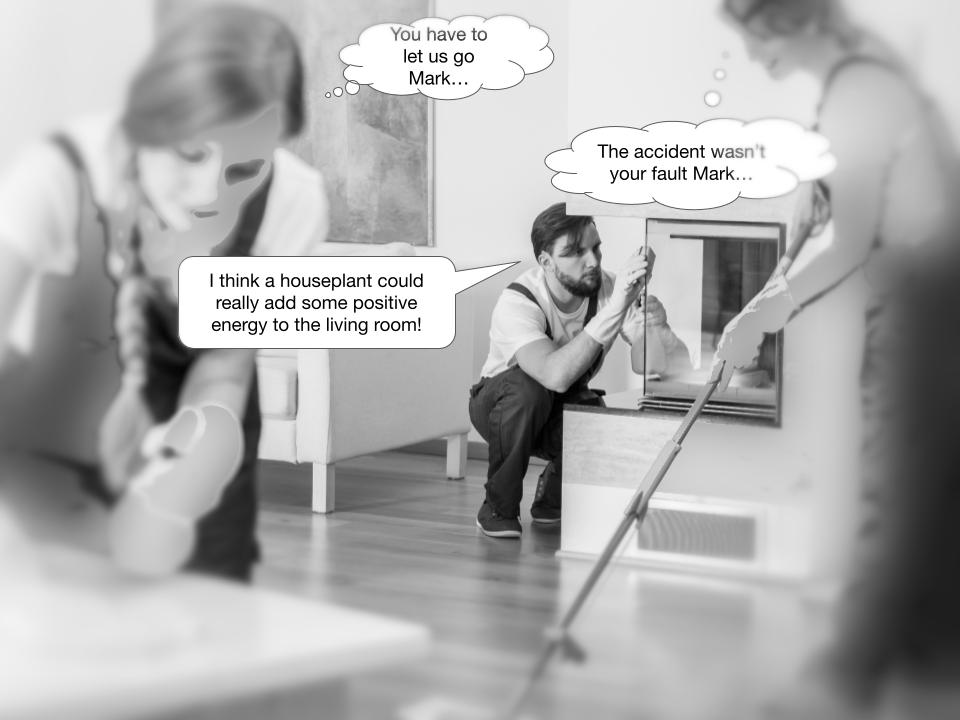 You have to
let us go
Mark…
The accident wasn't
your fault Mark…
I think a houseplant could
really add some positive
energy to the living room!